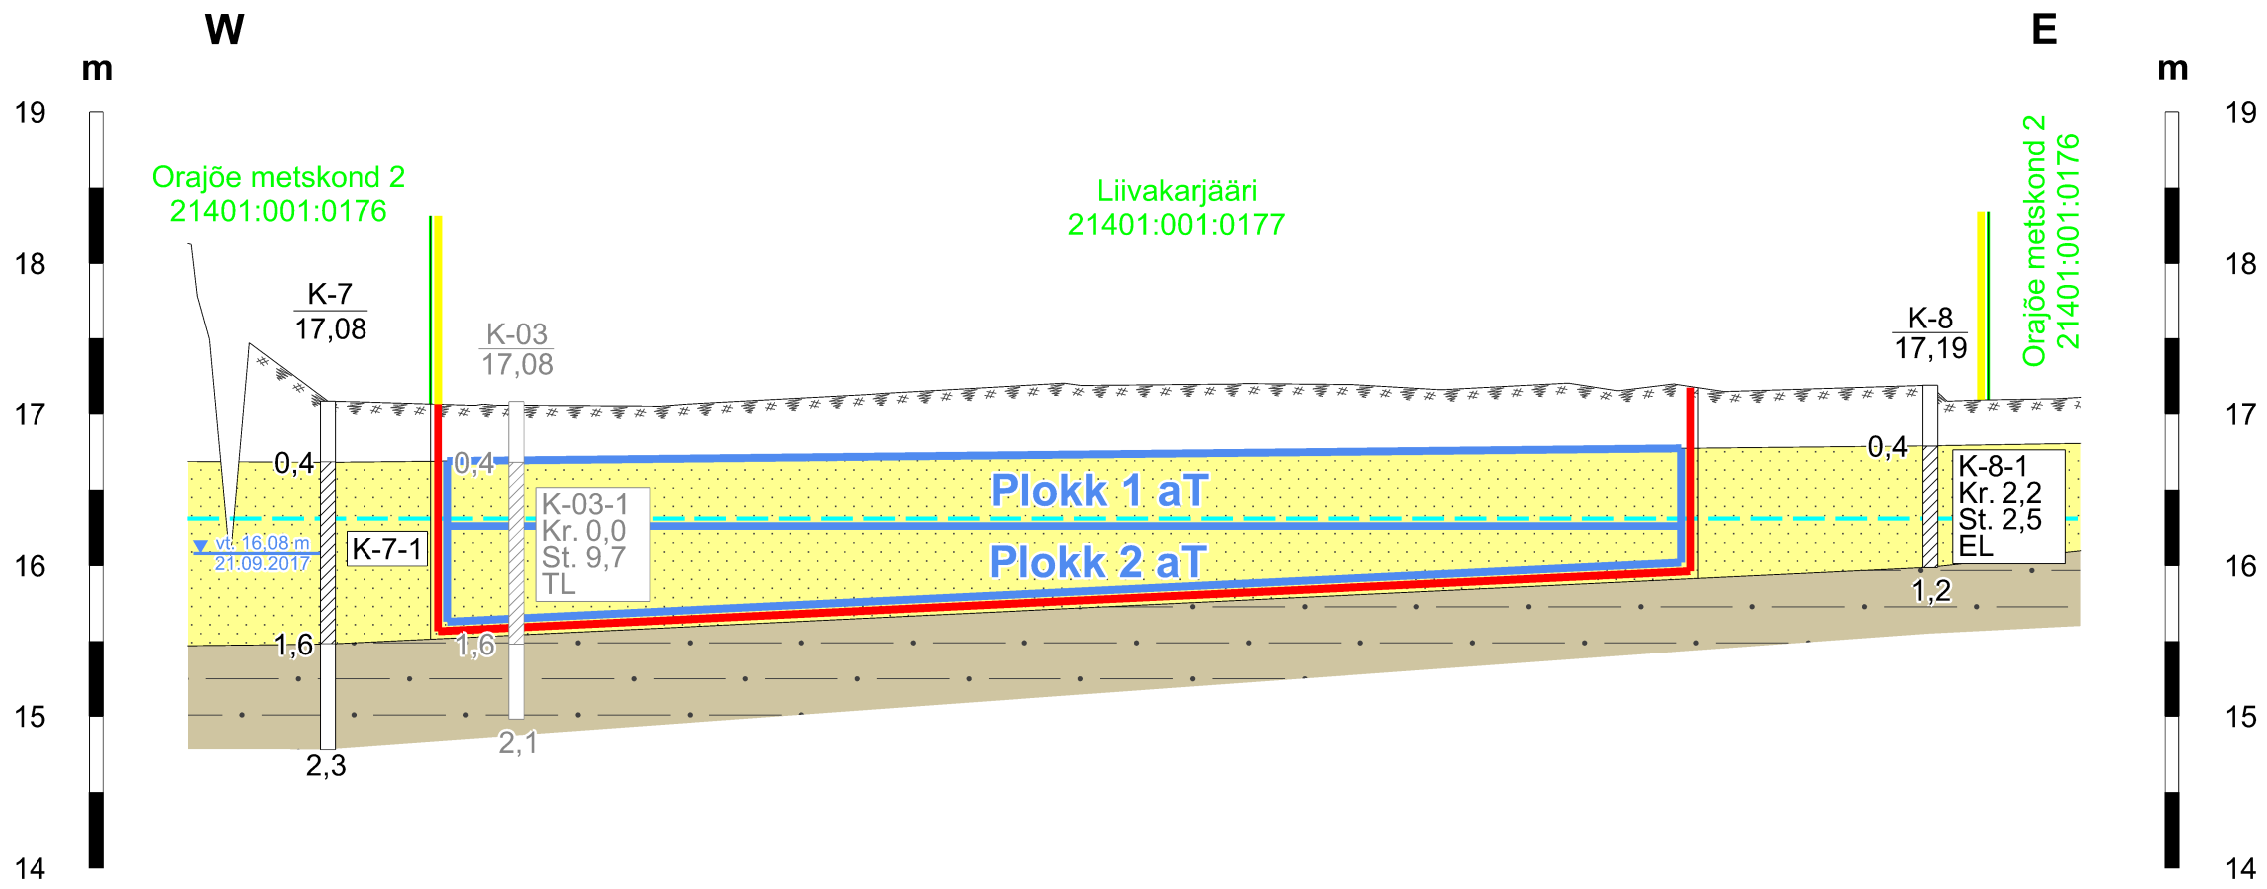 W
E
m
m
19
18
17
16
15
14
Orajõe metskond 2
21401:001:0176
Liivakarjääri
21401:001:0177
Orajõe metskond 2
21401:001:0176
19
18
17
16
15
14
K-7
17,08
K-03
17,08
K-8
17,19
0,4
0,4
0,4
Plokk 1 aT
K-03-1
Kr. 0,0
St. 9,7
TL
K-8-1
Kr. 2,2
St. 2,5
EL
vt. 16,08 m
21.09.2017
K-7-1
Plokk 2 aT
1,2
1,6
1,6
2,1
2,3